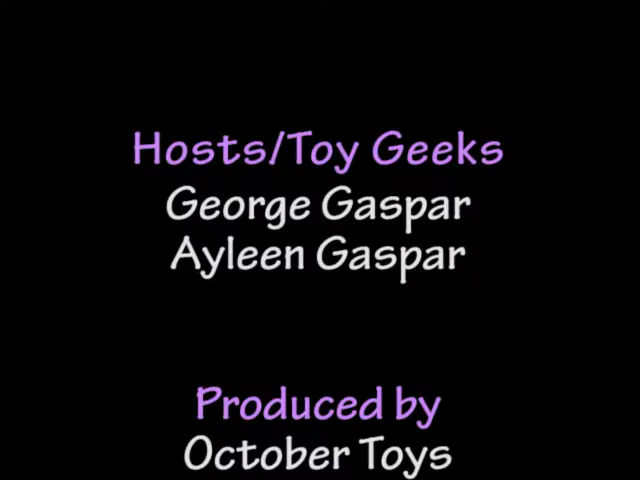 Hosts/Toy Geeks
George Gaspar
Ayleen Gaspar
Produced by
October Toys